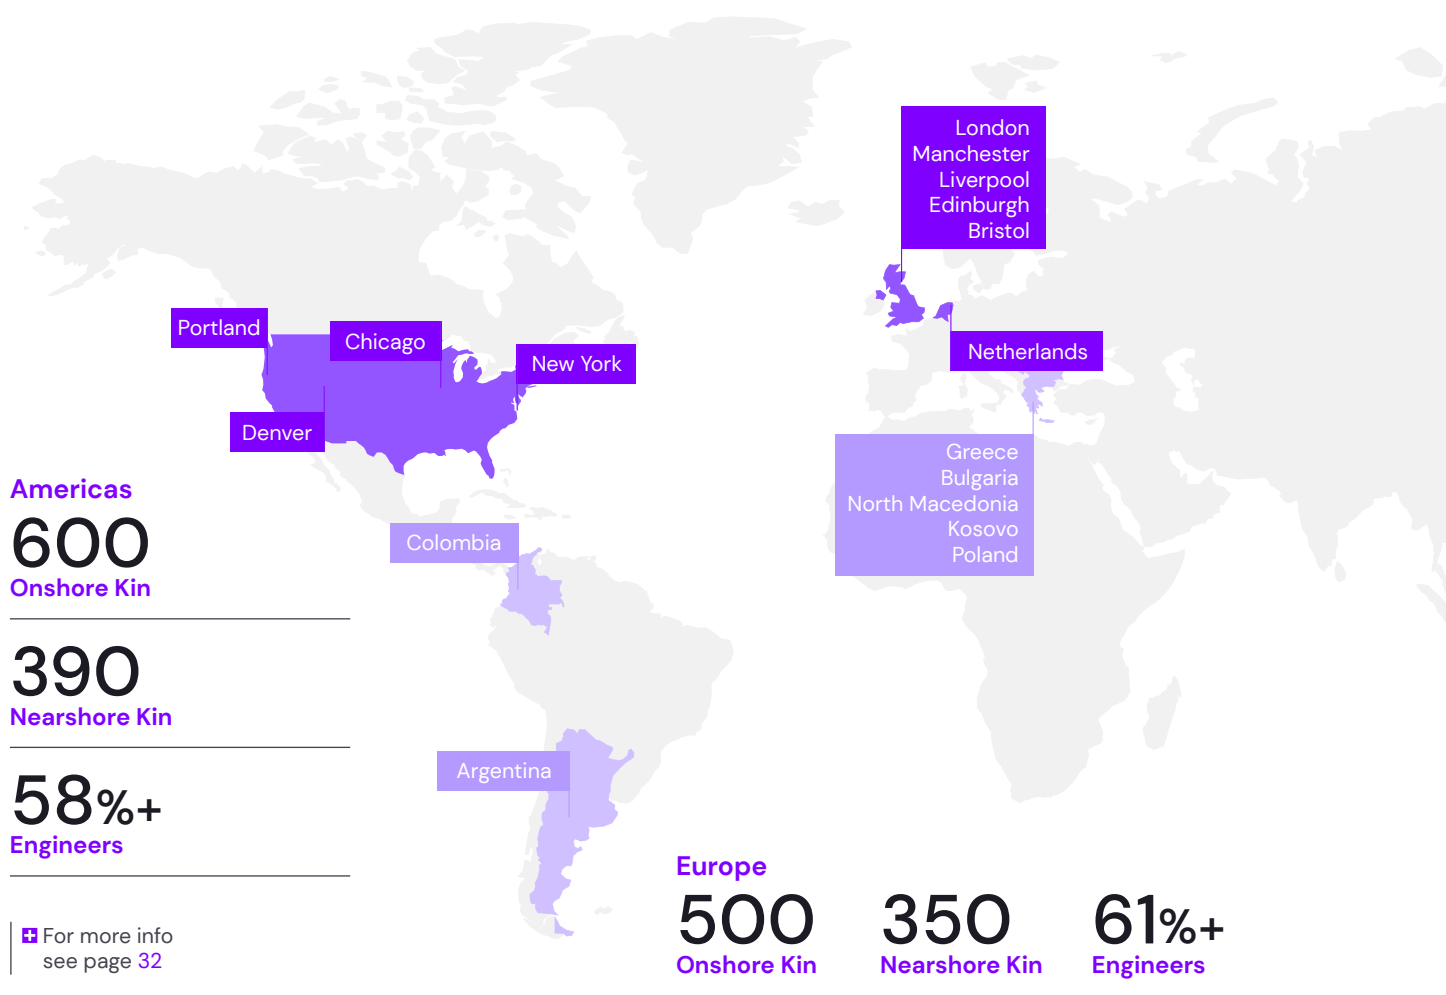 London
Manchester
Liverpool
Edinburgh
Bristol
Portland
Chicago
New York
Netherlands
Denver
Greece
Bulgaria
North Macedonia
Kosovo
Poland
Colombia
Argentina
Americas
600
Onshore Kin
390
Nearshore Kin
58%+
Engineers
For more info
see page 32
Europe
500
Onshore Kin
350
Nearshore Kin
61%+
Engineers